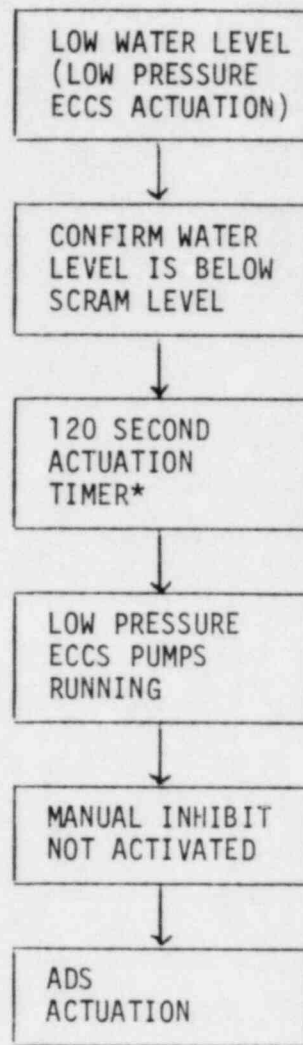 LOW WATER LEVEL
(LOW PRESSURE
ECCS ACTUATION)
CONFIRM WATER
LEVEL IS BELOW
SCRAM LEVEL
120 SECOND
ACTUATION
TIMER*
LOW PRESSURE
ECCS PUMPS
RUNNING
MANUAL INHIBIT
NOT ACTIVATED
ADS
ACTUATION